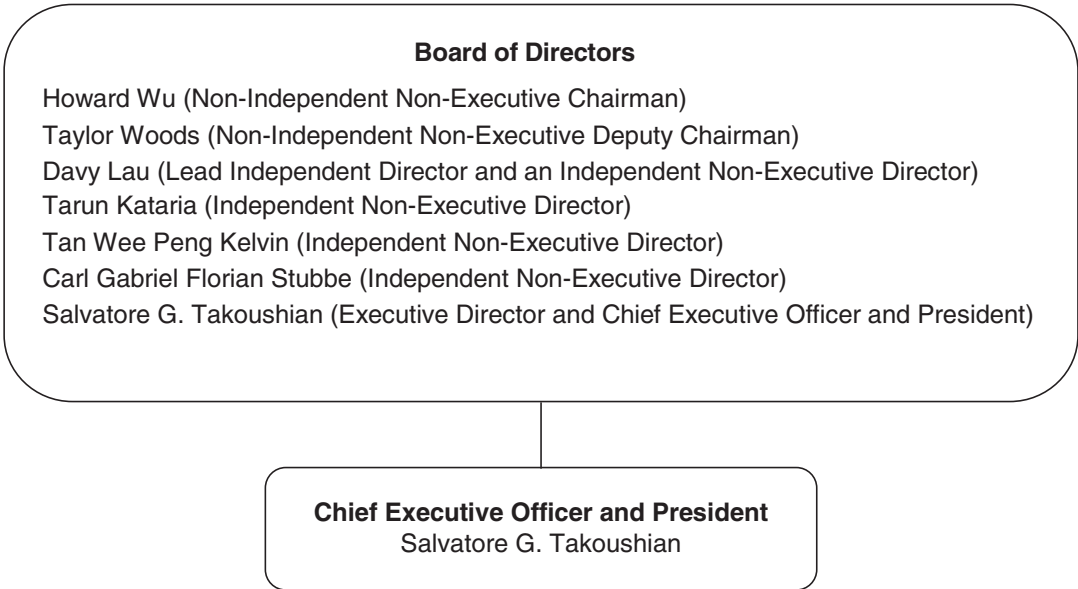 Board of Directors
Howard Wu (Non-Independent Non-Executive Chairman)
Taylor Woods (Non-Independent Non-Executive Deputy Chairman)
Davy Lau (Lead Independent Director and an Independent Non-Executive Director)
Tarun Kataria (Independent Non-Executive Director)
Tan Wee Peng Kelvin (Independent Non-Executive Director)
Carl Gabriel Florian Stubbe (Independent Non-Executive Director)
Salvatore G. Takoushian (Executive Director and Chief Executive Officer and President)
Chief Executive Officer and President
Salvatore G. Takoushian